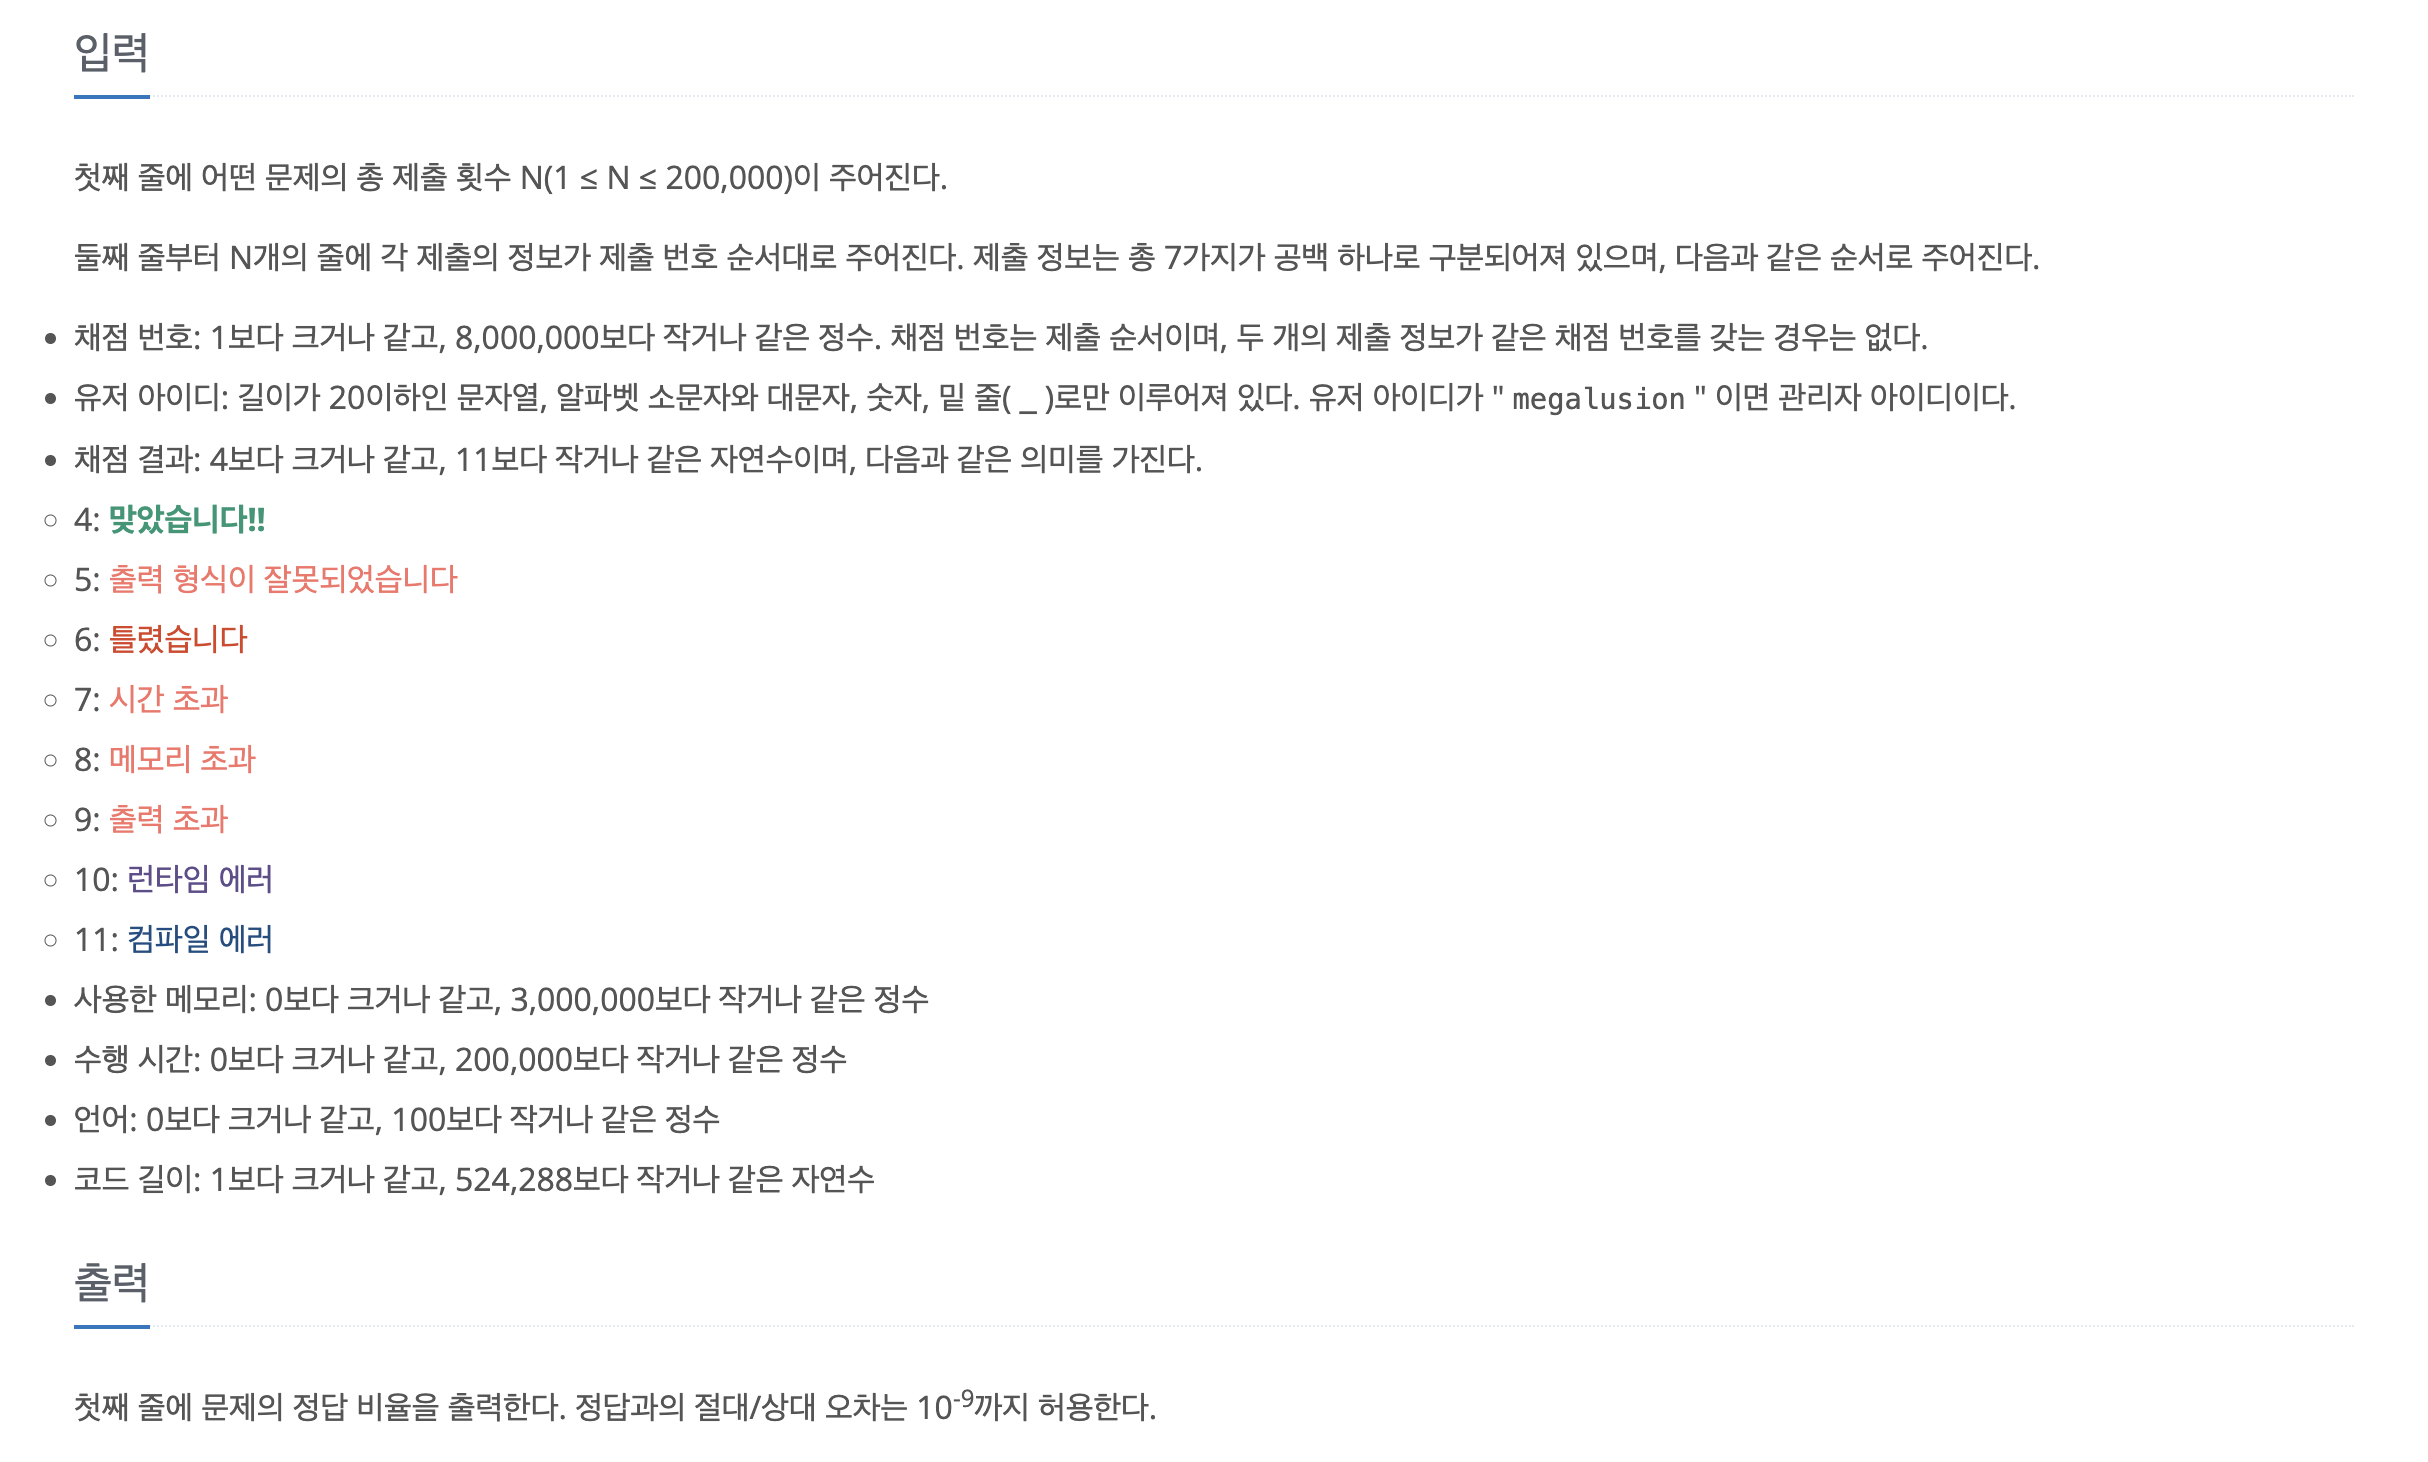 입력
첫째 줄에 어떤 문제의 총 제출 횟수 N(1 ≤ N ≤ 200,000)이 주어진다.
둘째 줄부터 N개의 줄에 각 제출의 정보가 제출 번호 순서대로 주어진다. 제출 정보는 총 7가지가 공백 하나로 구분되어져 있으며, 다음과 같은 순서로 주어진다.
• 채점 번호: 1보다 크거나 같고, 8,000,000보다 작거나 같은 정수. 채점 번호는 제출 순서이며, 두 개의 제출 정보가 같은 채점 번호를 갖는 경우는 없다.
• 유저 아이디: 길이가 20이하인 문자열, 알파벳 소문자와 대문자, 숫자, 밑 줄( _ )로만 이루어져 있다. 유저 아이디가 " megalusion " 이면 관리자 아이디이다.
• 채점 결과: 4보다 크거나 같고, 11보다 작거나 같은 자연수이며, 다음과 같은 의미를 가진다.
◦ 4: 맞았습니다!!
◦ 5: 출력 형식이 잘못되었습니다
◦ 6: 틀렸습니다
◦ 7: 시간 초과
◦ 8: 메모리 초과
◦ 9: 출력 초과
◦ 10: 런타임 에러
◦ 11: 컴파일 에러
• 사용한 메모리: 0보다 크거나 같고, 3,000,000보다 작거나 같은 정수
• 수행 시간: 0보다 크거나 같고, 200,000보다 작거나 같은 정수
• 언어: 0보다 크거나 같고, 100보다 작거나 같은 정수
• 코드 길이: 1보다 크거나 같고, 524,288보다 작거나 같은 자연수
출력
첫째 줄에 문제의 정답 비율을 출력한다. 정답과의 절대/상대 오차는 10⁻⁹까지 허용한다.